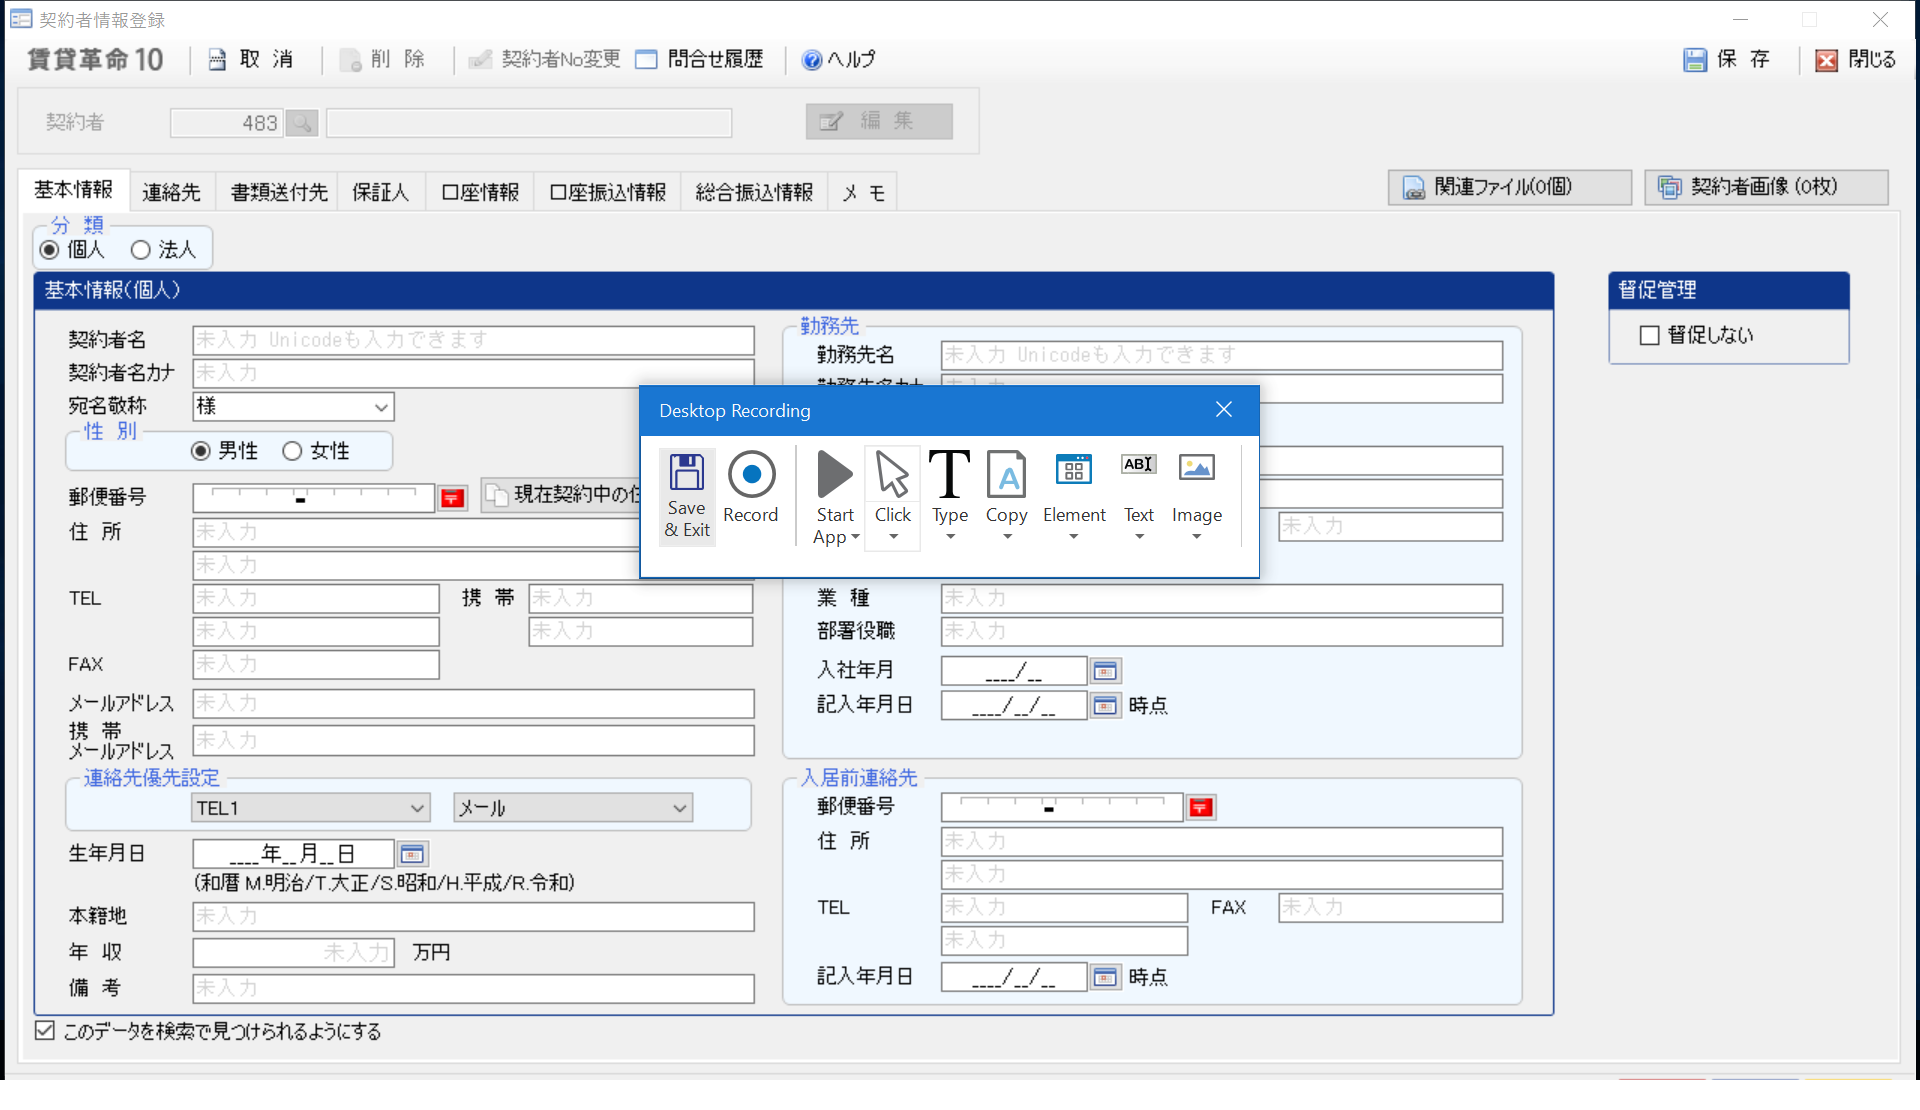 契約者情報登録
賃貸革命10 取 消 削 除 契約者No変更 問合せ履歴 ヘルプ 保 存 閉じる
契約者 483 編 集
基本情報 連絡先 書類送付先 保証人 口座情報 口座振込情報 総合振込情報 メ モ 関連ファイル(0個) 契約者画像 (0枚)
分 類
個人 法人
基本情報(個人)
契約者名 未入力 Unicodeも入力できます
契約者名カナ 未入力
宛名敬称 様
性 別
男性 女性
郵便番号 - 現在契約中の
住 所 未入力
未入力
TEL 未入力 携 帯 未入力
未入力 未入力
FAX 未入力
メールアドレス 未入力
携 帯
メールアドレス 未入力
連絡先優先設定
TEL1 メール
生年月日 ____年__月__日
(和暦 M.明治/T.大正/S.昭和/H.平成/R.令和)
本籍地 未入力
年 収 未入力 万円
備 考 未入力
このデータを検索で見つけられるようにする
勤務先
勤務先名 未入力 Unicodeも入力できます
未入力
業 種 未入力
部署役職 未入力
入社年月 ____/__
記入年月日 ____/__/__ 時点
入居前連絡先
郵便番号 -
住 所 未入力
未入力
TEL 未入力 FAX 未入力
未入力
記入年月日 ____/__/__ 時点
督促管理
督促しない
Desktop Recording
Save & Exit
Record
Start App
Click
Type
Copy
Element
Text
Image